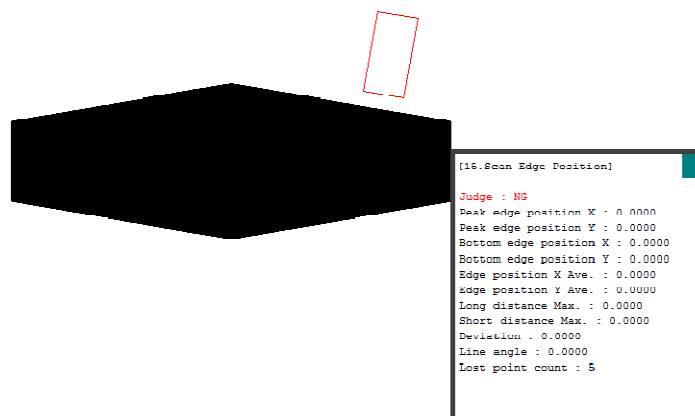 [16.Scan Edge Position]
Judge : NG
Peak edge position X : 0.0000
Peak edge position Y : 0.0000
Bottom edge position X : 0.0000
Bottom edge position Y : 0.0000
Edge position X Ave. : 0.0000
Edge position Y Ave. : 0.0000
Long distance Max. : 0.0000
Short distance Max. : 0.0000
Deviation : 0.0000
Line angle : 0.0000
Lost point count : 5